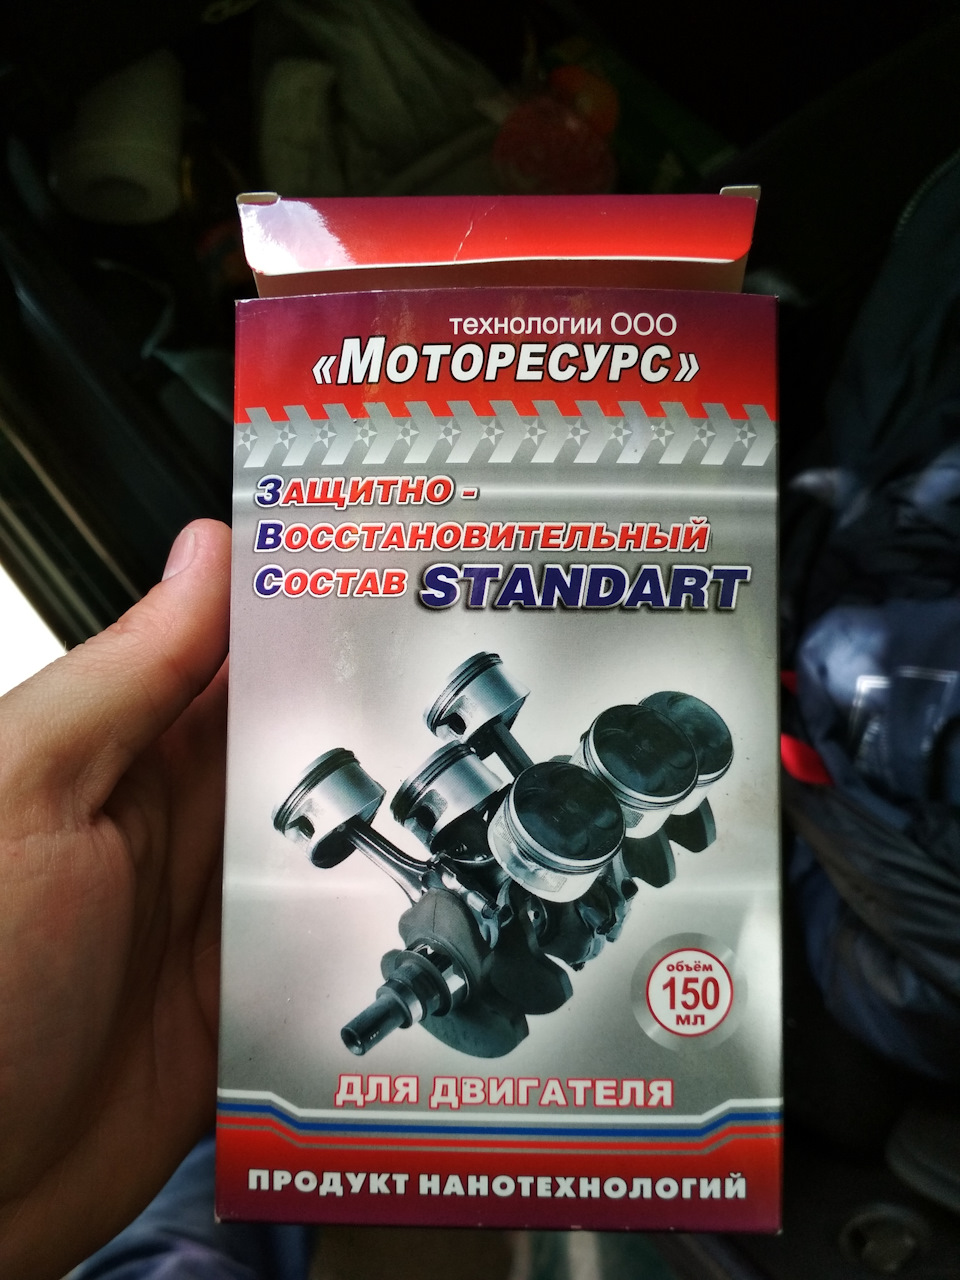 технологии ООО
«МОТОРЕСУРС»
ЗАЩИТНО -
ВОССТАНОВИТЕЛЬНЫЙ
СОСТАВ STANDART
объём
150
мл
ДЛЯ ДВИГАТЕЛЯ
ПРОДУКТ НАНОТЕХНОЛОГИЙ